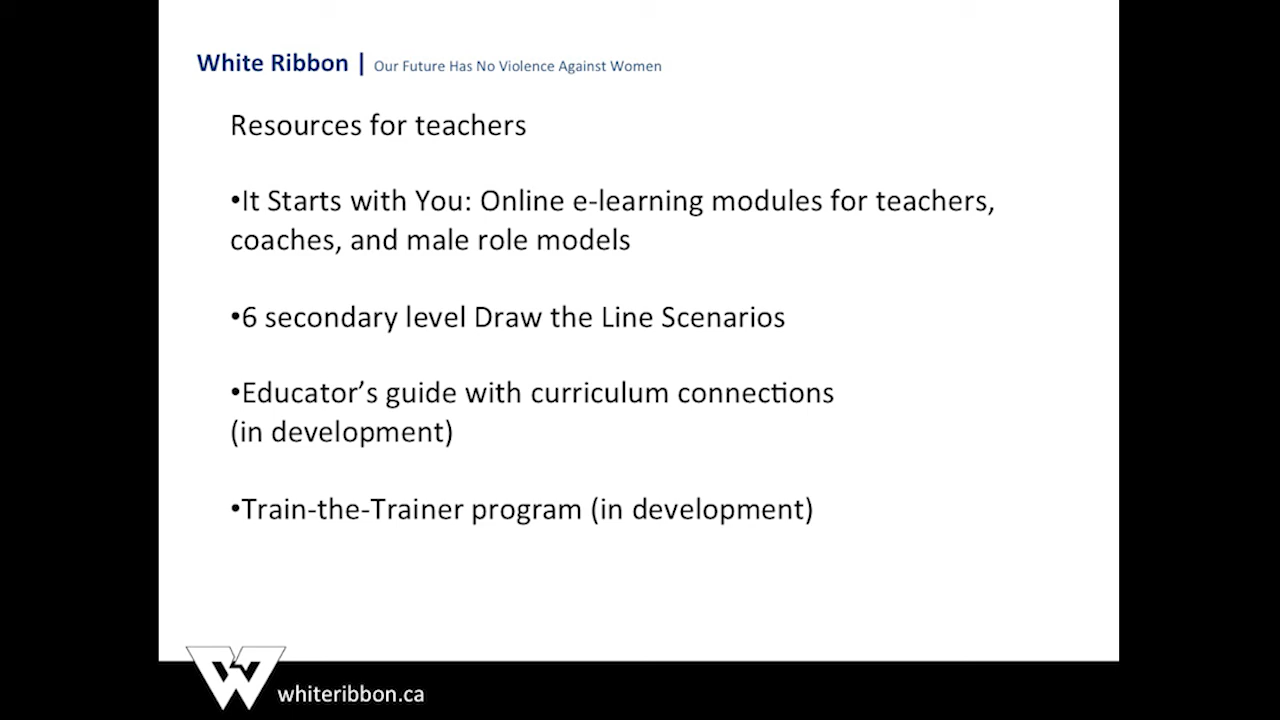 White Ribbon | Our Future Has No Violence Against Women
Resources for teachers
•It Starts with You: Online e-learning modules for teachers,
coaches, and male role models
•6 secondary level Draw the Line Scenarios
•Educator’s guide with curriculum connections
(in development)
•Train-the-Trainer program (in development)
W whiteribbon.ca